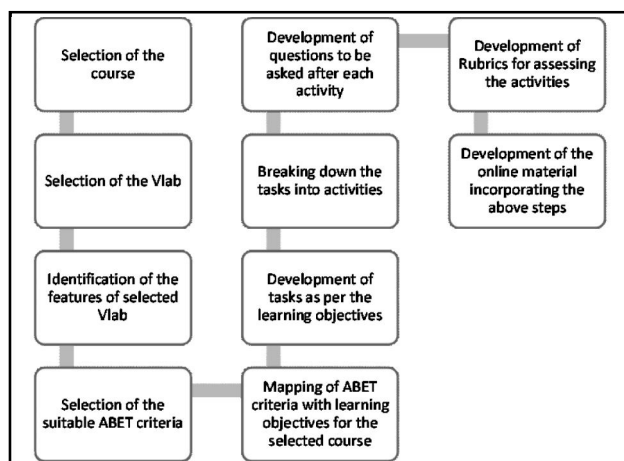 Selection of the
course
Selection of the Vlab
Identification of the
features of selected
Vlab
Selection of the
suitable ABET criteria
Mapping of ABET
criteria with learning
objectives for the
selected course
Development of
tasks as per the
learning objectives
Breaking down the
tasks into activities
Development of
questions to be
asked after each
activity
Development of
Rubrics for assessing
the activities
Development of the
online material
incorporating the
above steps